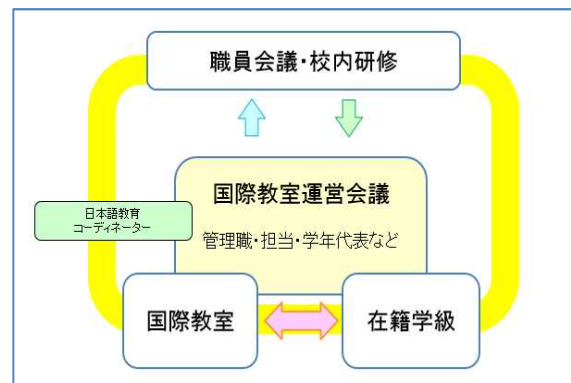 職員会議・校内研修
国際教室運営会議
日本語教育
コーディネーター
管理職・担当・学年代表など
国際教室
在籍学級